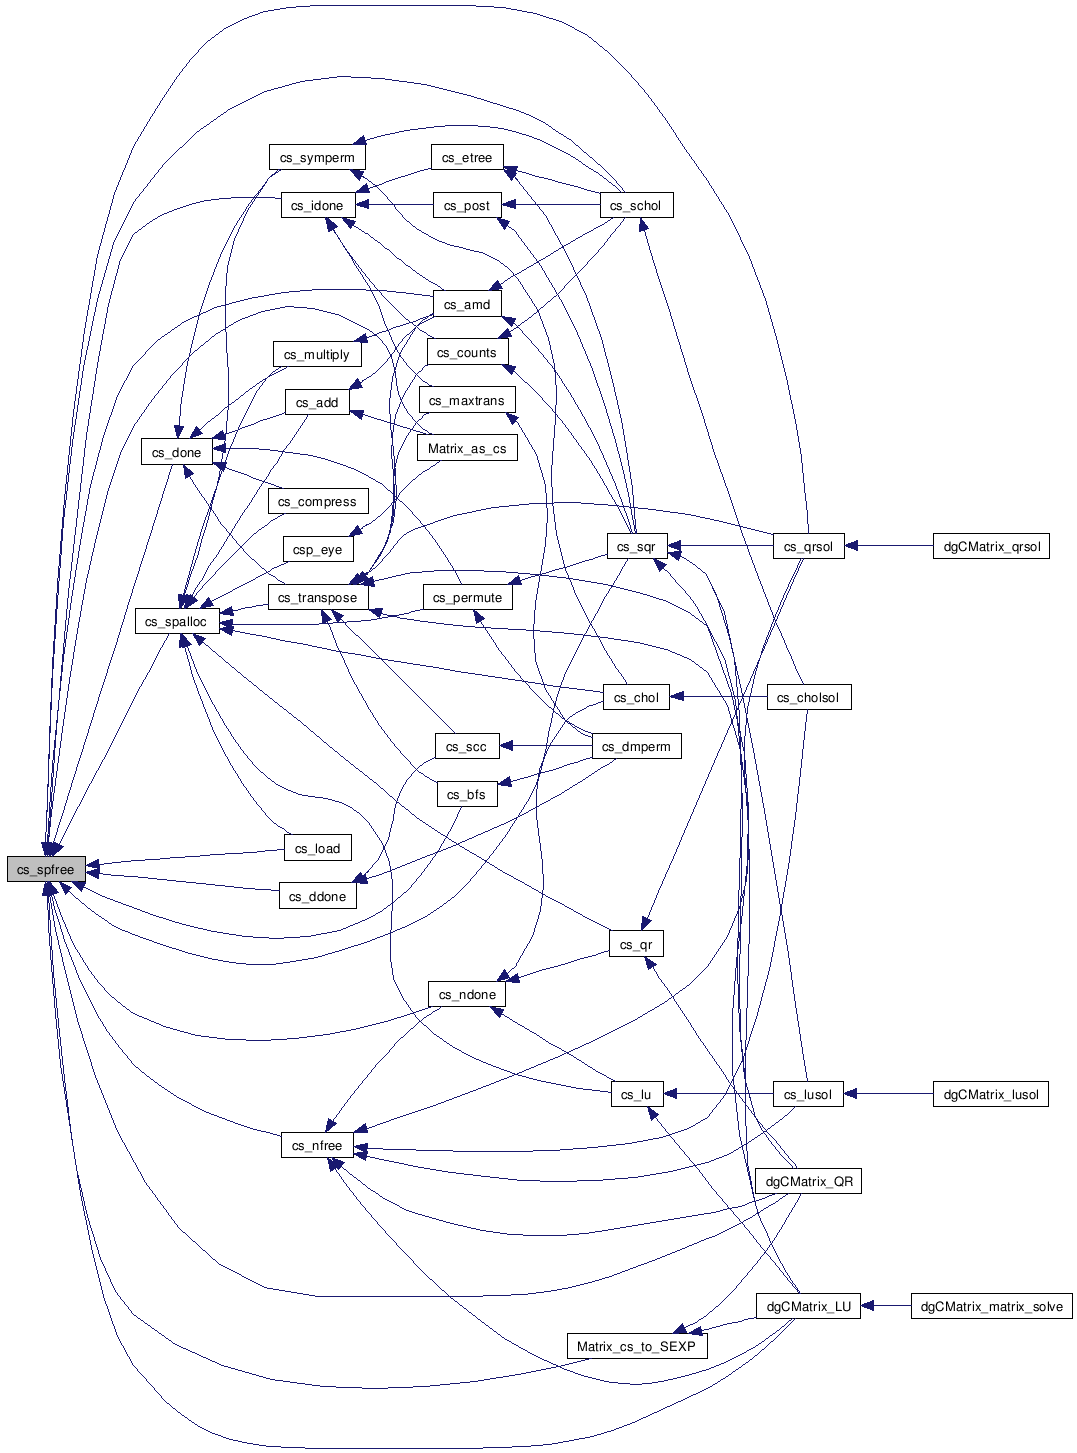 cs_symperm
cs_etree
cs_idone
cs_post
cs_schol
cs_amd
cs_multiply
cs_counts
cs_add
cs_maxtrans
cs_done
Matrix_as_cs
cs_compress
csp_eye
cs_sqr
cs_qrsol
dgCMatrix_qrsol
cs_transpose
cs_permute
cs_spalloc
cs_chol
cs_cholsol
cs_scc
cs_dmperm
cs_bfs
cs_load
cs_spfree
cs_ddone
cs_qr
cs_ndone
cs_lu
cs_lusol
dgCMatrix_lusol
cs_nfree
dgCMatrix_QR
dgCMatrix_LU
dgCMatrix_matrix_solve
Matrix_cs_to_SEXP